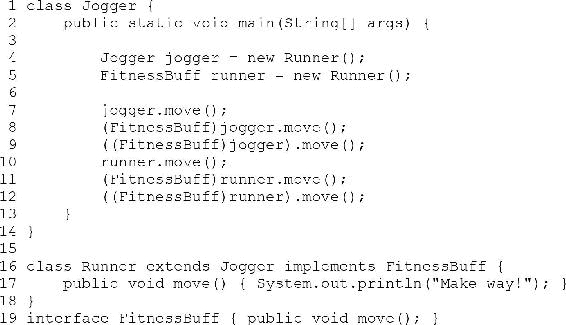 1 class Jogger {
2     public static void main(String[] args) {
3
4         Jogger jogger = new Runner();
5         FitnessBuff runner = new Runner();
6
7         jogger.move();
8         (FitnessBuff)jogger.move();
9         ((FitnessBuff)jogger).move();
10         runner.move();
11         (FitnessBuff)runner.move();
12         ((FitnessBuff)runner).move();
13     }
14 }
15
16 class Runner extends Jogger implements FitnessBuff {
17     public void move() { System.out.println("Make way!"); }
18 }
19 interface FitnessBuff { public void move(); }